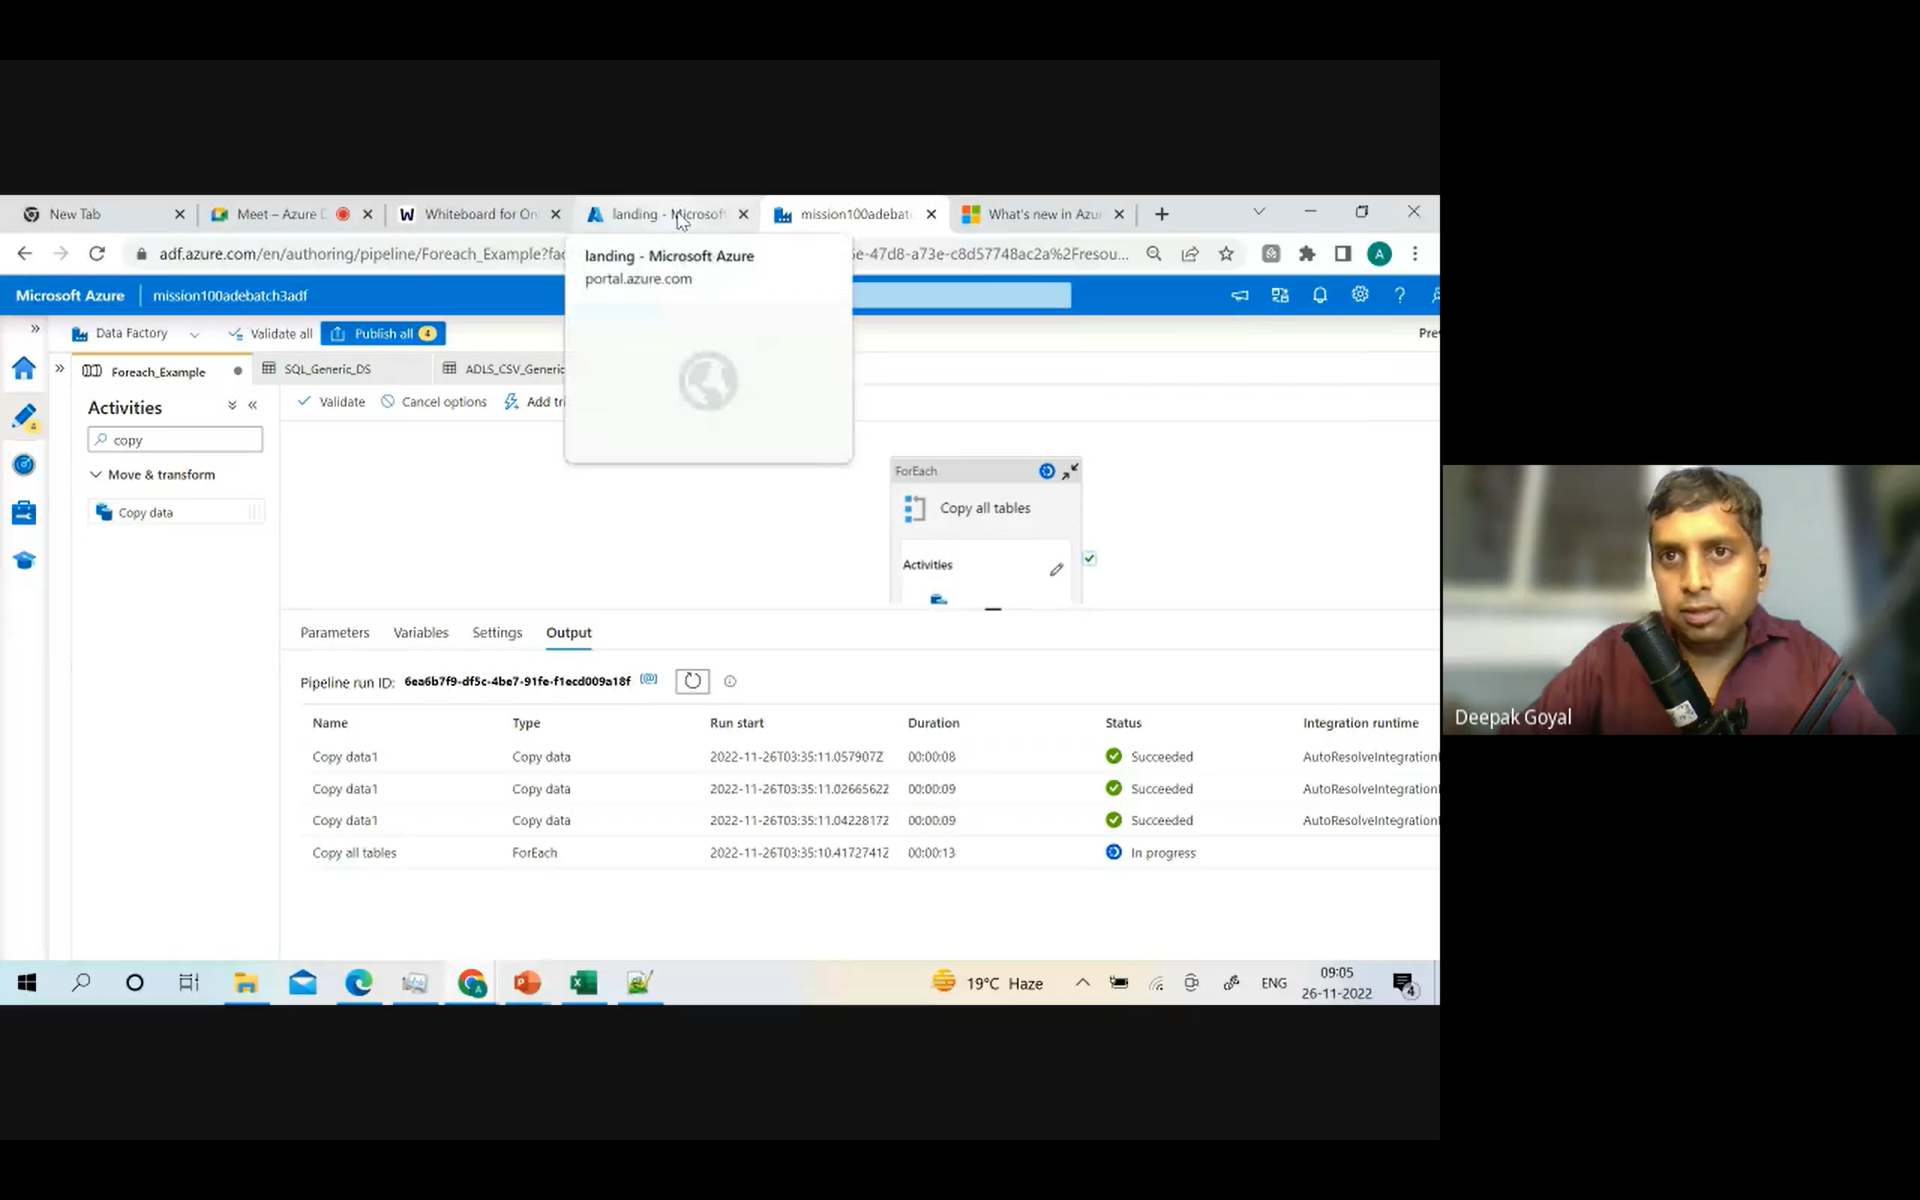 New Tab
Meet – Azure D
Whiteboard for On
landing - Microsoft
mission100adebat
What's new in Azu
adf.azure.com/en/authoring/pipeline/Foreach_Example?fac
5e-47d8-a73e-c8d57748ac2a%2Fresou...
A
landing - Microsoft Azure
portal.azure.com
Microsoft Azure
mission100adebatch3adf
Data Factory
Validate all
Publish all
4
Pre
Foreach_Example
SQL_Generic_DS
ADLS_CSV_Generic
Activities
Validate
Cancel options
Add tri
copy
4
Move & transform
Copy data
ForEach
Copy all tables
Activities
Parameters
Variables
Settings
Output
Pipeline run ID: 6ea6b7f9-df5c-4be7-91fe-f1ecd009a18f
Name Type Run start Duration Status Integration runtime
Copy data1 Copy data 2022-11-26T03:35:11.057907Z 00:00:08 Succeeded AutoResolveIntegration
Copy data1 Copy data 2022-11-26T03:35:11.0266562Z 00:00:09 Succeeded AutoResolveIntegration
Copy data1 Copy data 2022-11-26T03:35:11.0422817Z 00:00:09 Succeeded AutoResolveIntegration
Copy all tables ForEach 2022-11-26T03:35:10.4172741Z 00:00:13 In progress
Deepak Goyal
19°C Haze
ENG
09:05
26-11-2022
4